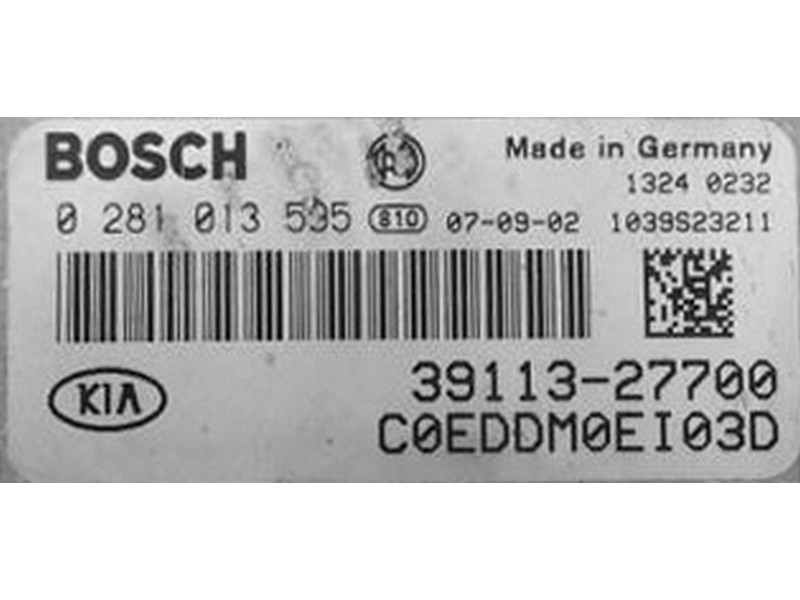 BOSCH
Made in Germany
1324 0232
0 281 013 535 810 07-09-02 1039S23211
KIA
39113-27700
C0EDDM0EI03D